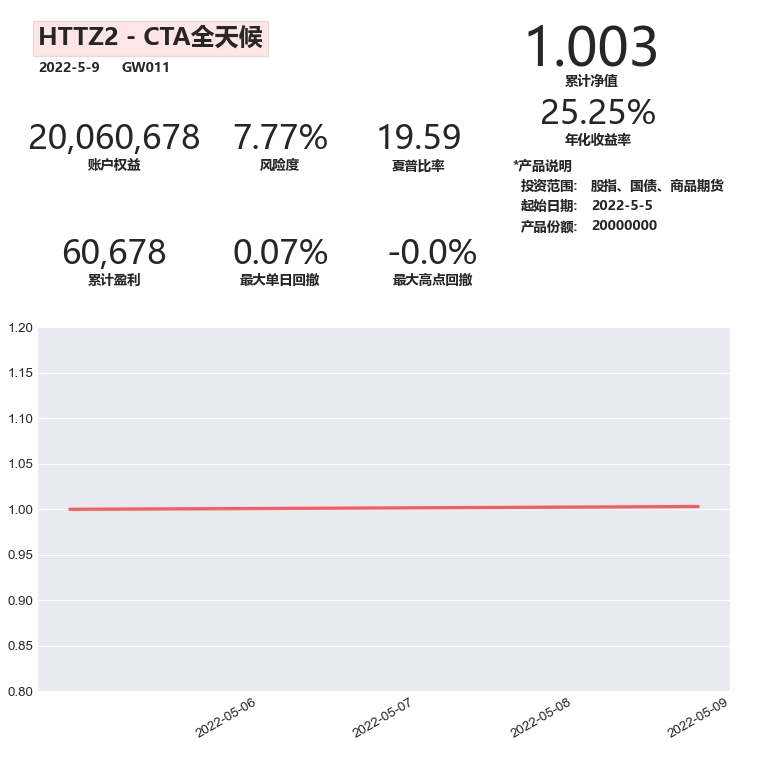 HTTZ2 - CTA全天候
2022-5-9 GW011
1.003
累计净值
25.25%
年化收益率
20,060,678 7.77% 19.59
账户权益 风险度 夏普比率
*产品说明
投资范围: 股指、国债、商品期货
起始日期: 2022-5-5
产品份额: 20000000
60,678 0.07% -0.0%
累计盈利 最大单日回撤 最大高点回撤
1.20
1.15
1.10
1.05
1.00
0.95
0.90
0.85
0.80
2022-05-06 2022-05-07 2022-05-08 2022-05-09